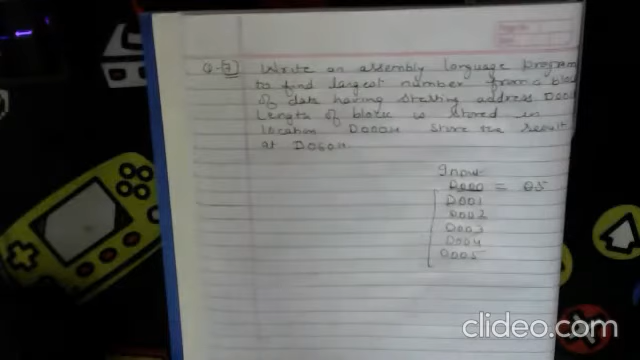 Q-7] Write an assembly language program
to find largest number from a block
of data having starting address D001
Length of block is stored in
location D000H store the result
at D050H
Input
D000 = 05
D001
D002
D003
D004
D005
clideo.com